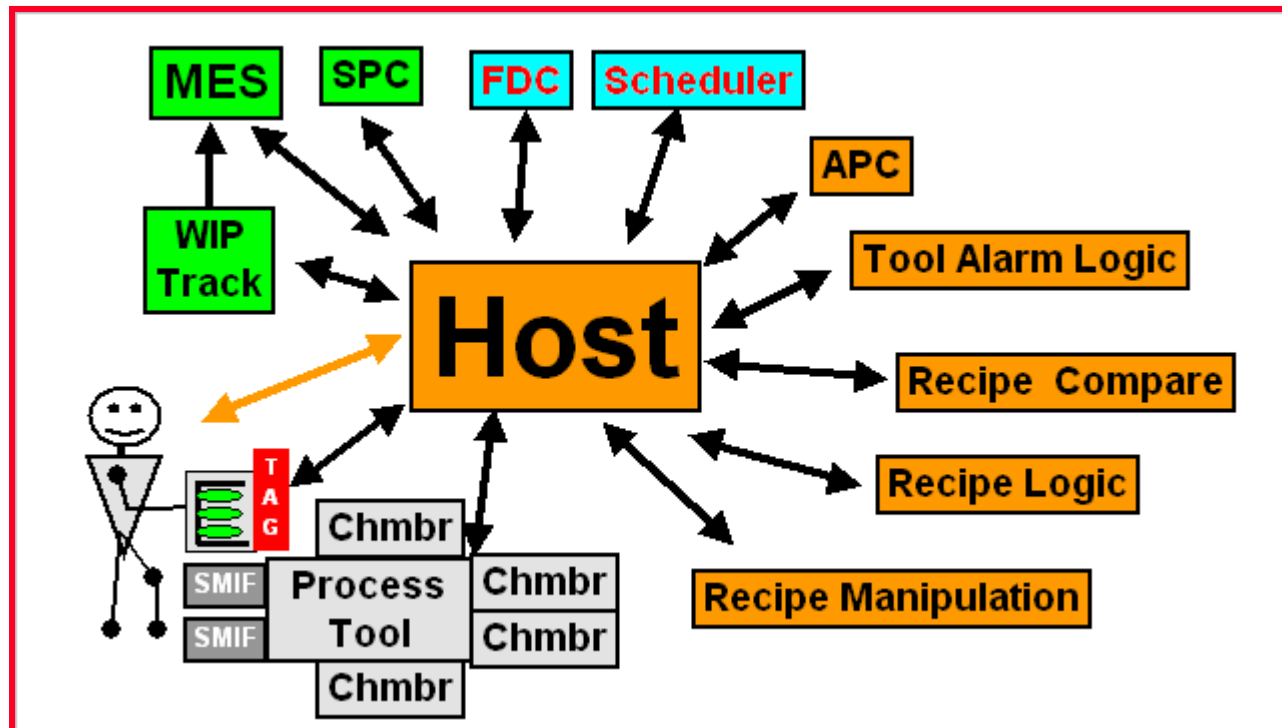 MES
SPC
FDC
Scheduler
APC
WIP
Track
Tool Alarm Logic
Host
Recipe  Compare
TAG
Recipe Logic
Chmbr
SMIF
Process
Tool
Chmbr
Recipe Manipulation
SMIF
Chmbr
Chmbr